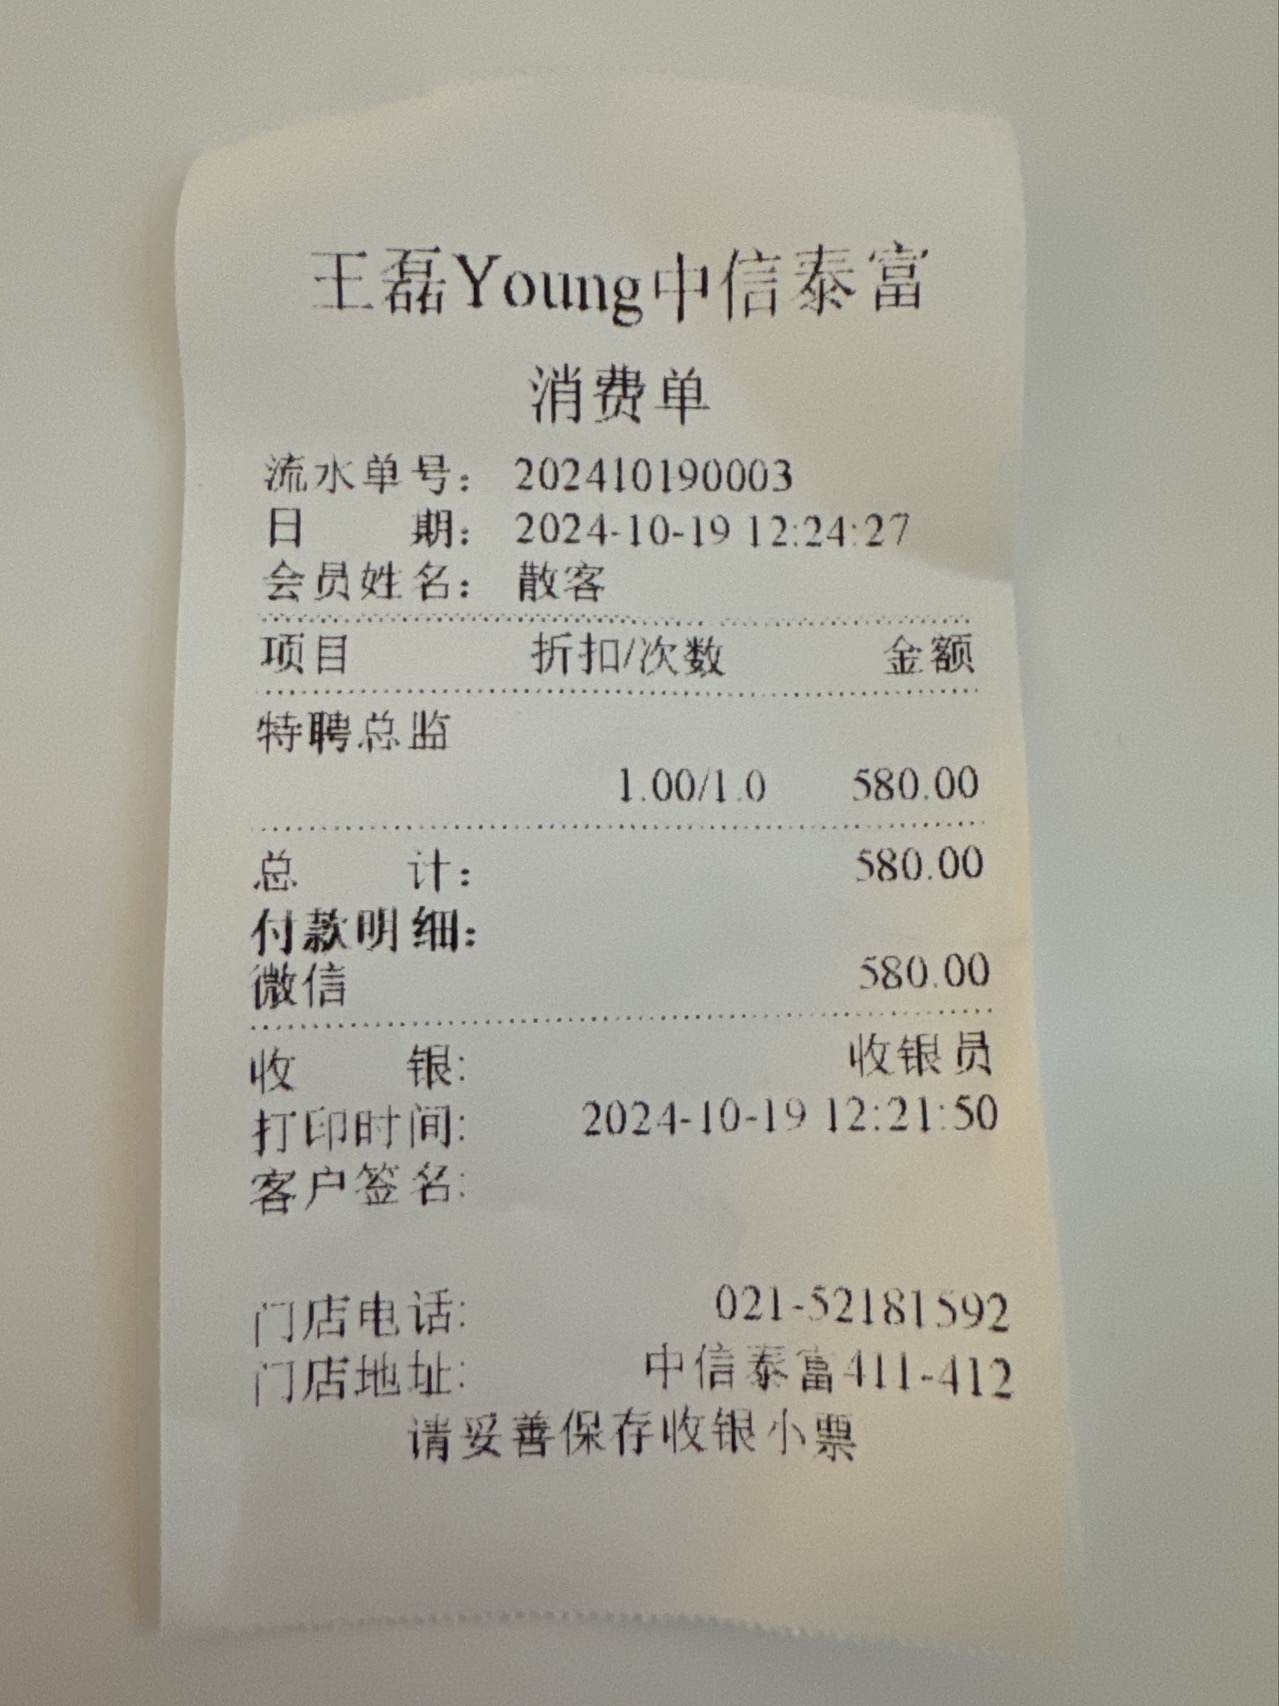 王磊Young中信泰富
消费单
流水单号： 202410190003
日 期： 2024-10-19 12:24:27
会员姓名： 散客
项目 折扣/次数 金额
特聘总监
1.00/1.0 580.00
总 计： 580.00
付款明细：
微信 580.00
收 银: 收银员
打印时间: 2024-10-19 12:21:50
客户签名:
门店电话: 021-52181592
门店地址: 中信泰富411-412
请妥善保存收银小票